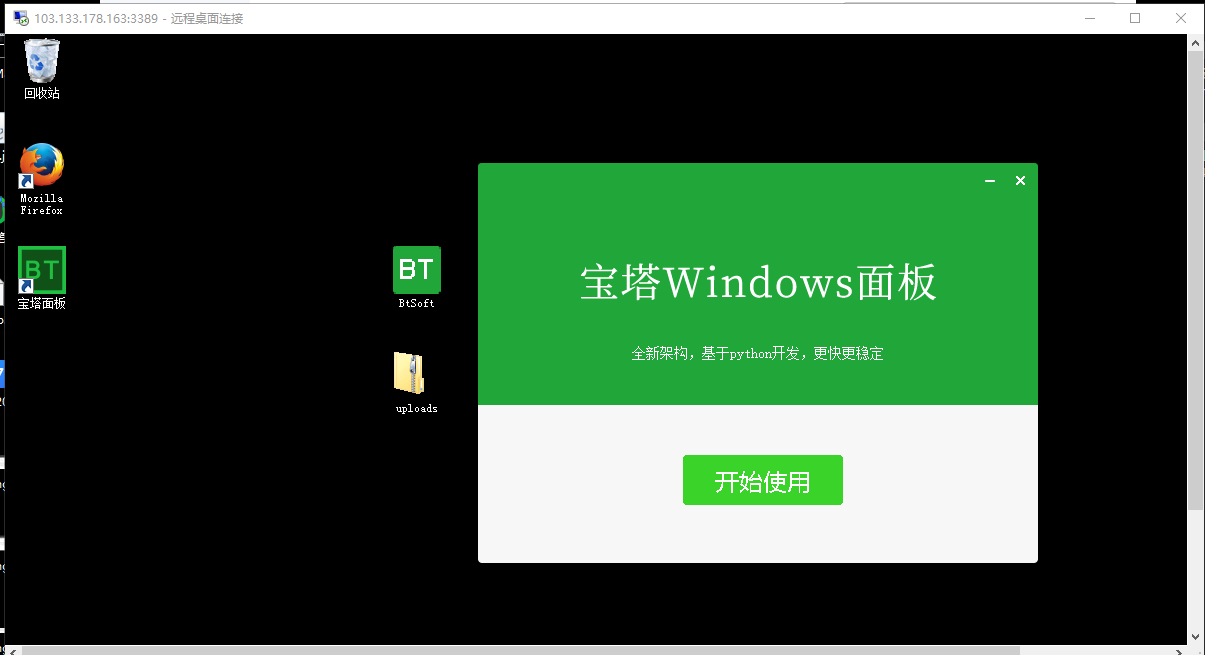 103.133.178.163:3389 - 远程桌面连接
回收站
Mozilla
Firefox
BT
宝塔面板
BT
BtSoft
uploads
宝塔Windows面板
全新架构，基于python开发，更快更稳定
开始使用